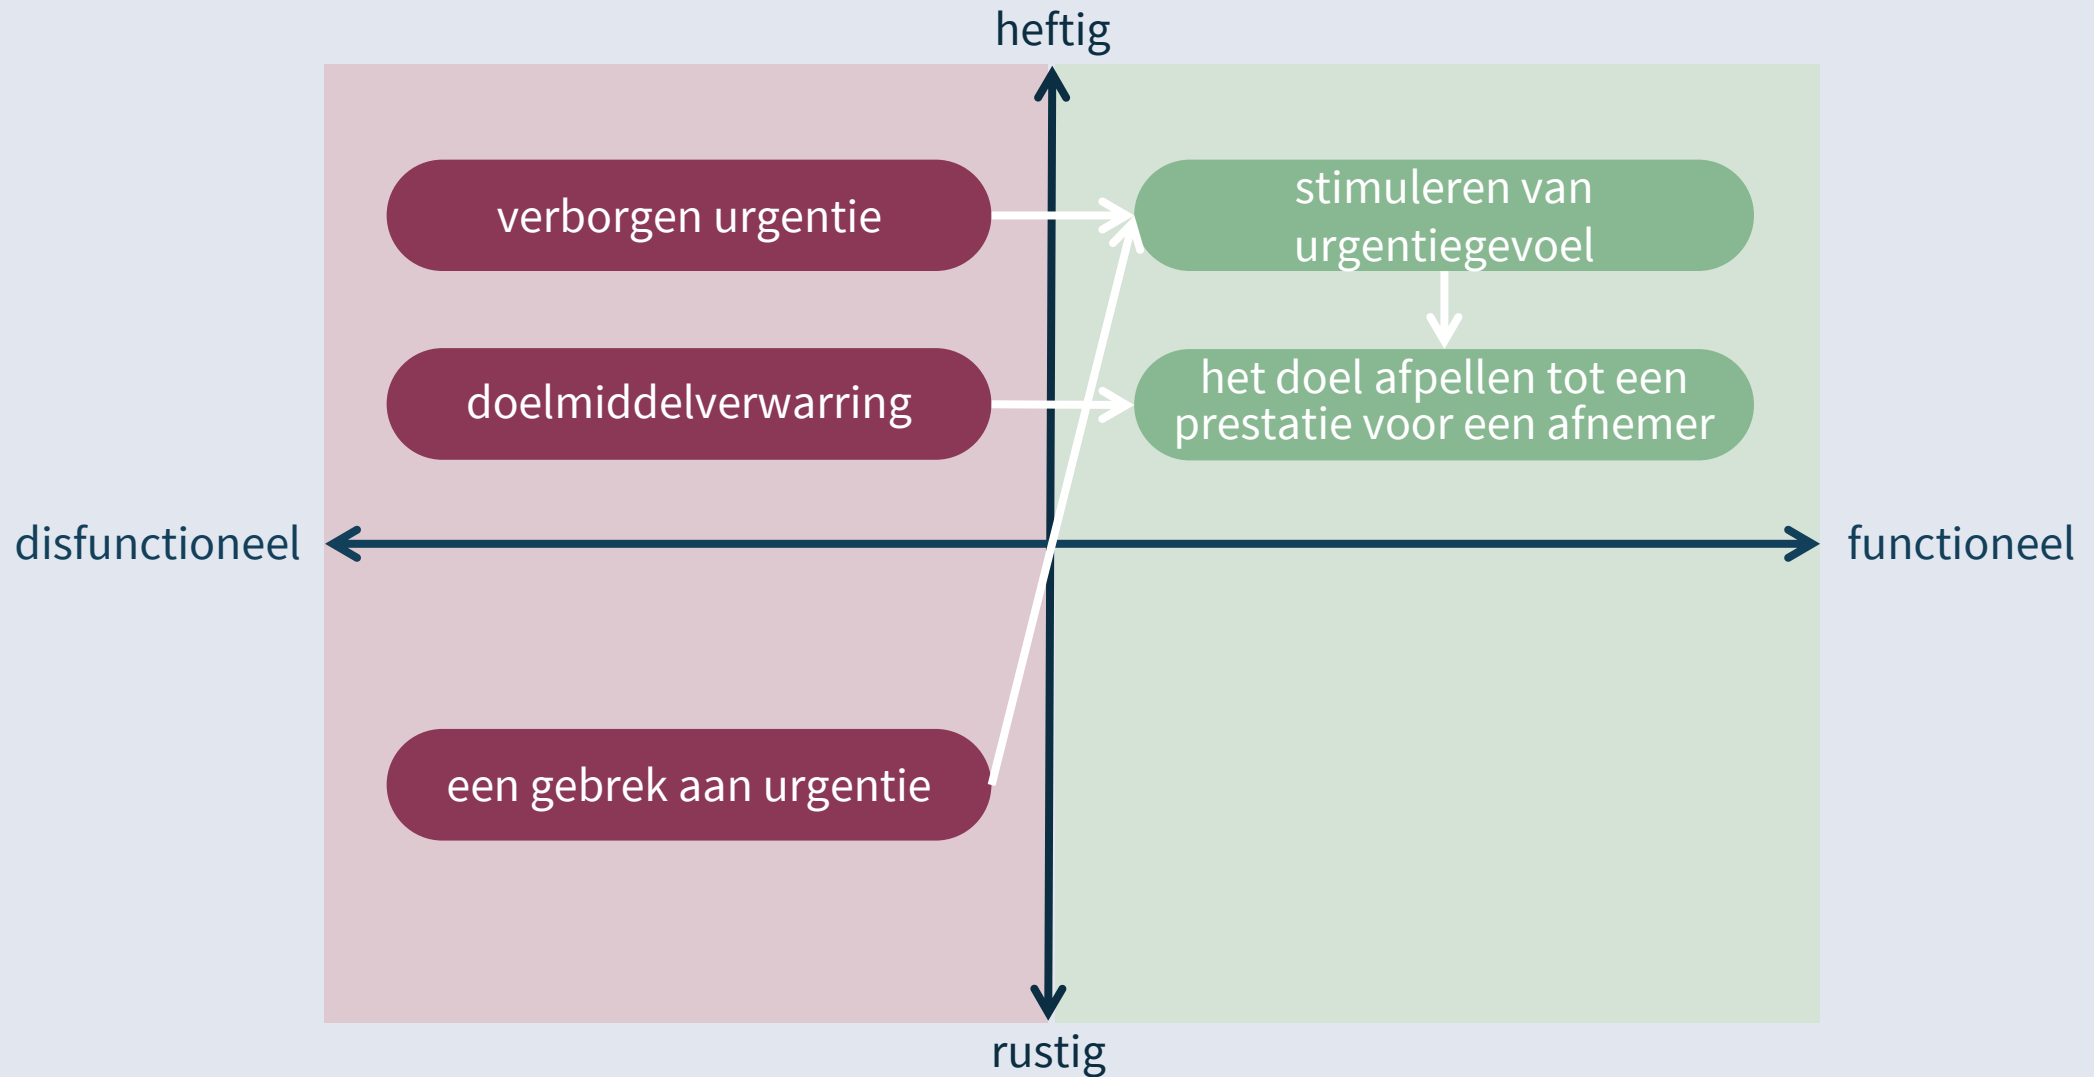 heftig
verborgen urgentie
stimuleren van
urgentiegevoel
doelmiddelverwarring
het doel afpellen tot een
prestatie voor een afnemer
disfunctioneel
functioneel
een gebrek aan urgentie
rustig